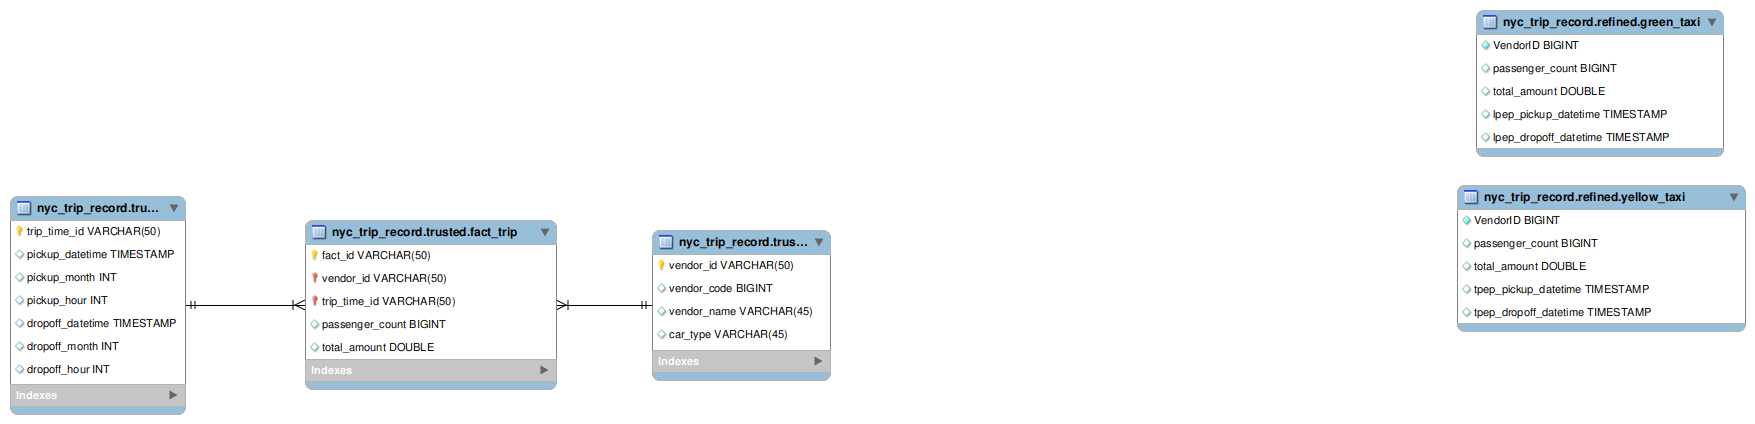 nyc_trip_record.refined.green_taxi
VendorID BIGINT
passenger_count BIGINT
total_amount DOUBLE
lpep_pickup_datetime TIMESTAMP
lpep_dropoff_datetime TIMESTAMP
nyc_trip_record.refined.yellow_taxi
VendorID BIGINT
passenger_count BIGINT
total_amount DOUBLE
tpep_pickup_datetime TIMESTAMP
tpep_dropoff_datetime TIMESTAMP
nyc_trip_record.tru...
trip_time_id VARCHAR(50)
pickup_datetime TIMESTAMP
pickup_month INT
pickup_hour INT
dropoff_datetime TIMESTAMP
dropoff_month INT
dropoff_hour INT
Indexes
nyc_trip_record.trusted.fact_trip
fact_id VARCHAR(50)
vendor_id VARCHAR(50)
trip_time_id VARCHAR(50)
passenger_count BIGINT
total_amount DOUBLE
Indexes
nyc_trip_record.trus...
vendor_id VARCHAR(50)
vendor_code BIGINT
vendor_name VARCHAR(45)
car_type VARCHAR(45)
Indexes